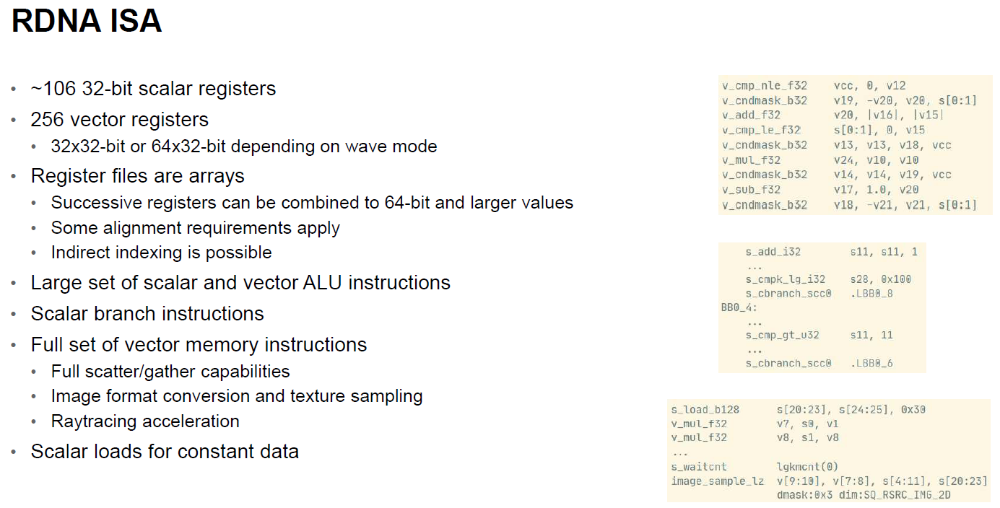 RDNA ISA
• ~106 32-bit scalar registers
• 256 vector registers
• 32x32-bit or 64x32-bit depending on wave mode
• Register files are arrays
• Successive registers can be combined to 64-bit and larger values
• Some alignment requirements apply
• Indirect indexing is possible
• Large set of scalar and vector ALU instructions
• Scalar branch instructions
• Full set of vector memory instructions
• Full scatter/gather capabilities
• Image format conversion and texture sampling
• Raytracing acceleration
• Scalar loads for constant data
v_cmp_nle_f32 vcc, 0, v12
v_cndmask_b32 v19, -v20, v20, s[0:1]
v_add_f32 v20, |v16|, |v15|
v_cmp_le_f32 s[0:1], 0, v15
v_cndmask_b32 v13, v13, v18, vcc
v_mul_f32 v24, v10, v10
v_cndmask_b32 v14, v14, v19, vcc
v_sub_f32 v17, 1.0, v20
v_cndmask_b32 v18, -v21, v21, s[0:1]
s_add_i32 s11, s11, 1
...
s_cmpk_lg_i32 s28, 0x100
s_cbranch_scc0 .LBB0_8
BB0_4:
...
s_cmp_gt_u32 s11, 11
...
s_cbranch_scc0 .LBB0_6
s_load_b128 s[20:23], s[24:25], 0x30
v_mul_f32 v7, s0, v1
v_mul_f32 v8, s1, v8
...
s_waitcnt lgkmcnt(0)
image_sample_lz v[9:10], v[7:8], s[4:11], s[20:23]
dmask:0x3 dim:SQ_RSRC_IMG_2D